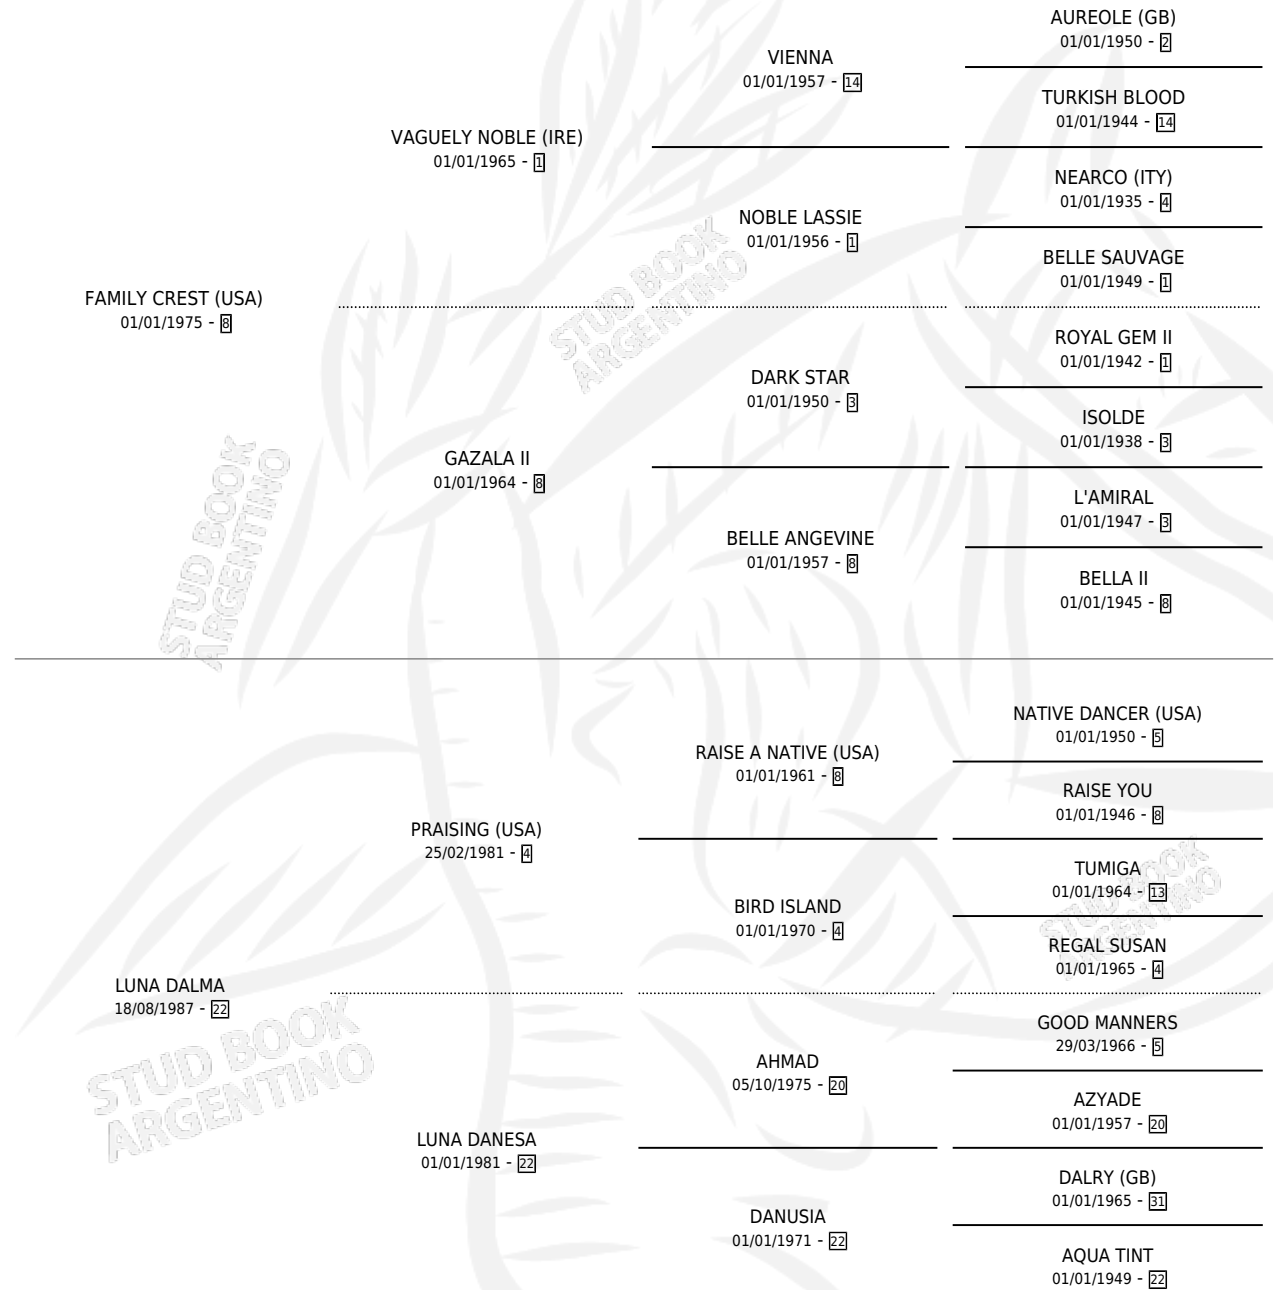 AUREOLE (GB)
01/01/1950 - 2
VIENNA
01/01/1957 - 14
TURKISH BLOOD
01/01/1944 - 14
VAGUELY NOBLE (IRE)
01/01/1965 - 1
NEARCO (ITY)
01/01/1935 - 4
NOBLE LASSIE
01/01/1956 - 1
BELLE SAUVAGE
01/01/1949 - 1
FAMILY CREST (USA)
01/01/1975 - 8
STUD BOOK
ARGENTINO
ROYAL GEM II
01/01/1942 - 1
DARK STAR
01/01/1950 - 3
ISOLDE
01/01/1938 - 3
GAZALA II
01/01/1964 - 8
L'AMIRAL
01/01/1947 - 3
BELLE ANGEVINE
01/01/1957 - 8
BELLA II
01/01/1945 - 8
STUD BOOK
ARGENTINO
NATIVE DANCER (USA)
01/01/1950 - 5
RAISE A NATIVE (USA)
01/01/1961 - 8
RAISE YOU
01/01/1946 - 8
PRAISING (USA)
25/02/1981 - 4
TUMIGA
01/01/1964 - 13
BIRD ISLAND
01/01/1970 - 4
REGAL SUSAN
01/01/1965 - 4
STUD BOOK
ARGENTINO
LUNA DALMA
18/08/1987 - 22
GOOD MANNERS
29/03/1966 - 5
AHMAD
05/10/1975 - 20
AZYADE
01/01/1957 - 20
LUNA DANESA
01/01/1981 - 22
DALRY (GB)
01/01/1965 - 31
DANUSIA
01/01/1971 - 22
AQUA TINT
01/01/1949 - 22
STUD BOOK
ARGENTINO